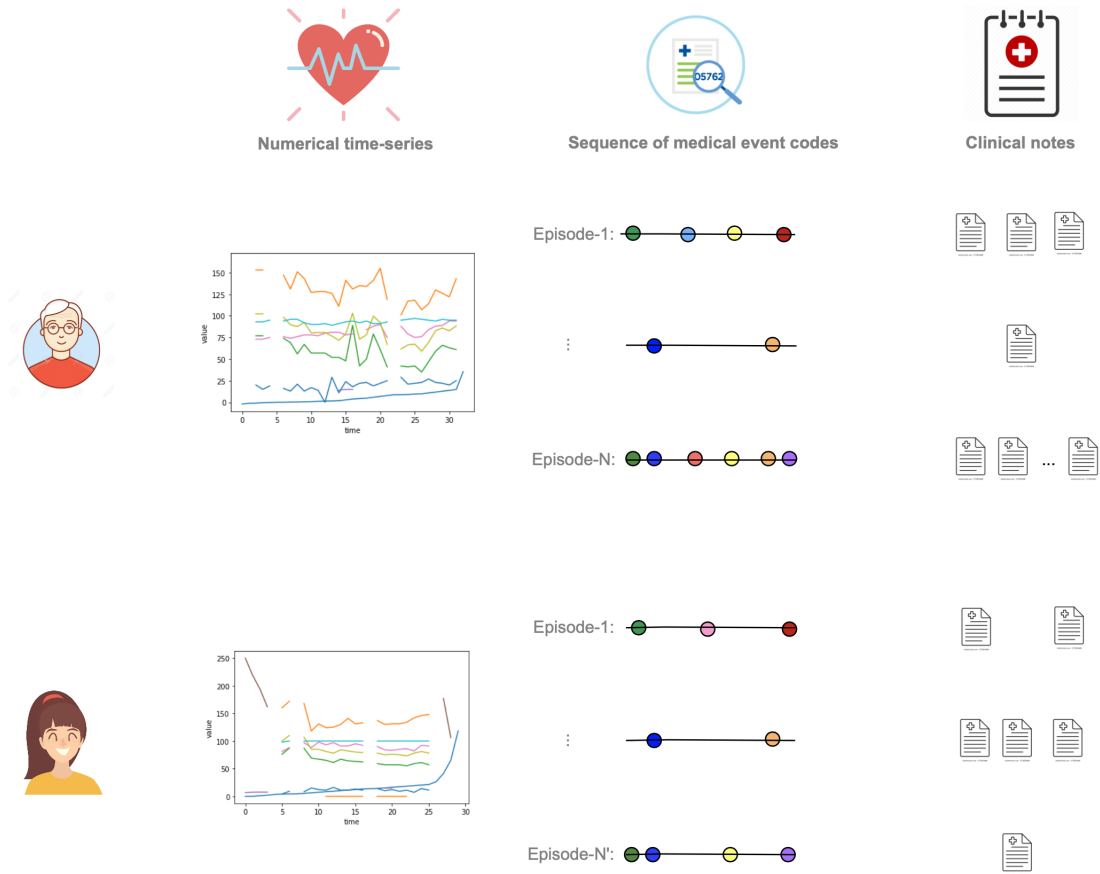 05762
Numerical time-series
Sequence of medical event codes
Clinical notes
Episode-1:
150
125
100
75
50
25
0
value
0 5 10 15 20 25 30
time
⋮
Episode-N:
...
Episode-1:
250
200
150
100
50
0
value
0 5 10 15 20 25 30
time
⋮
Episode-N':